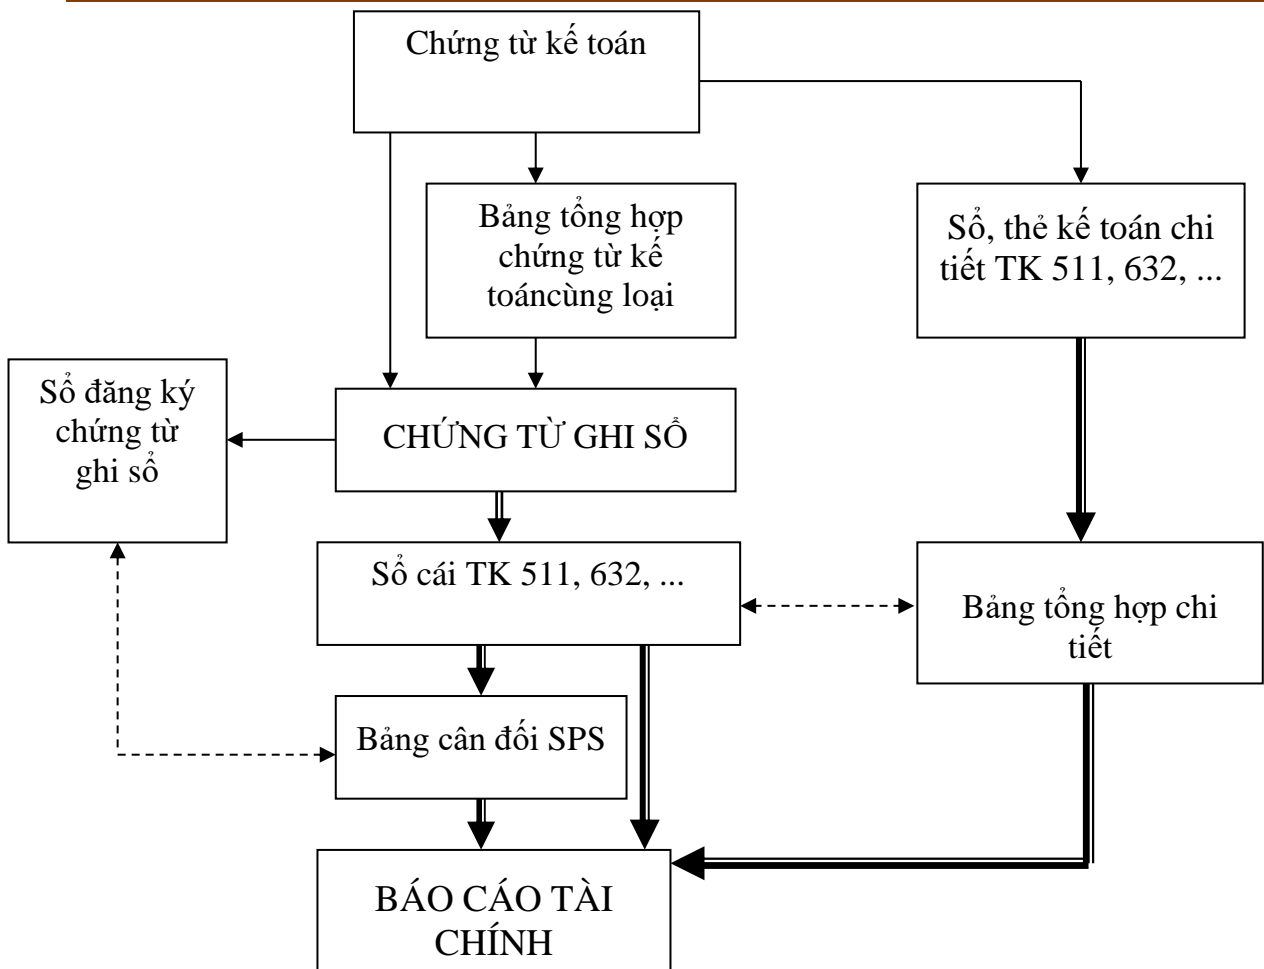 Chứng từ kế toán
Bảng tổng hợp
chứng từ kế
toáncùng loại
Sổ, thẻ kế toán chi
tiết TK 511, 632, ...
Sổ đăng ký
chứng từ
ghi sổ
CHỨNG TỪ GHI SỔ
Sổ cái TK 511, 632, ...
Bảng tổng hợp chi
tiết
Bảng cân đối SPS
BÁO CÁO TÀI
CHÍNH